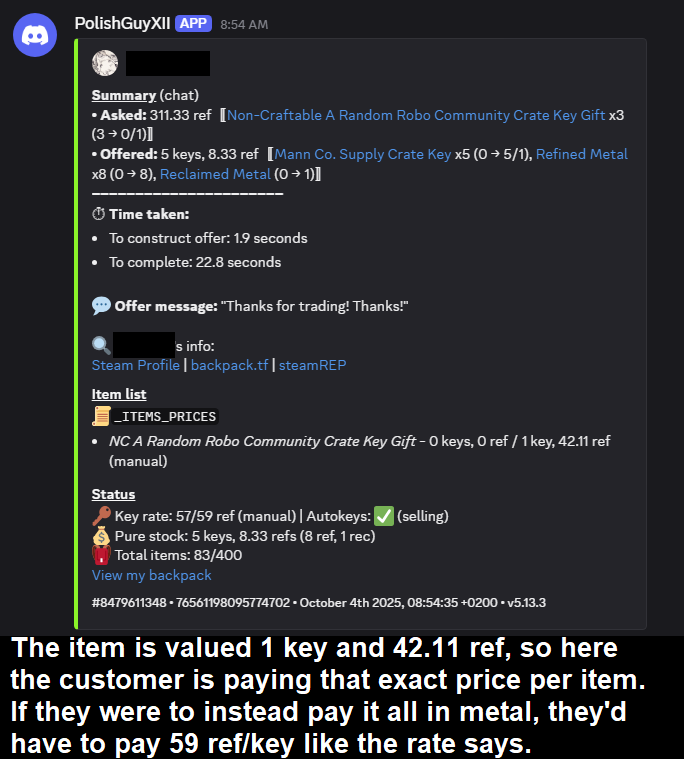 PolishGuyXII APP 8:54 AM
Summary (chat)
• Asked: 311.33 ref 〚Non-Craftable A Random Robo Community Crate Key Gift x3
(3 → 0/1)〛
• Offered: 5 keys, 8.33 ref 〚Mann Co. Supply Crate Key x5 (0 → 5/1), Refined Metal
x8 (0 → 8), Reclaimed Metal (0 → 1)〛
––––––––––––––––––––––
⏱ Time taken:
• To construct offer: 1.9 seconds
• To complete: 22.8 seconds
💬 Offer message: "Thanks for trading! Thanks!"
🔍 s info:
Steam Profile | backpack.tf | steamREP
Item list
📜_ITEMS_PRICES
• NC A Random Robo Community Crate Key Gift - 0 keys, 0 ref / 1 key, 42.11 ref
(manual)
Status
🔑 Key rate: 57/59 ref (manual) | Autokeys: ✅ (selling)
💰 Pure stock: 5 keys, 8.33 refs (8 ref, 1 rec)
🎒 Total items: 83/400
View my backpack
#8479611348 • 76561198095774702 • October 4th 2025, 08:54:35 +0200 • v5.13.3
The item is valued 1 key and 42.11 ref, so here
the customer is paying that exact price per item.
If they were to instead pay it all in metal, they'd
have to pay 59 ref/key like the rate says.